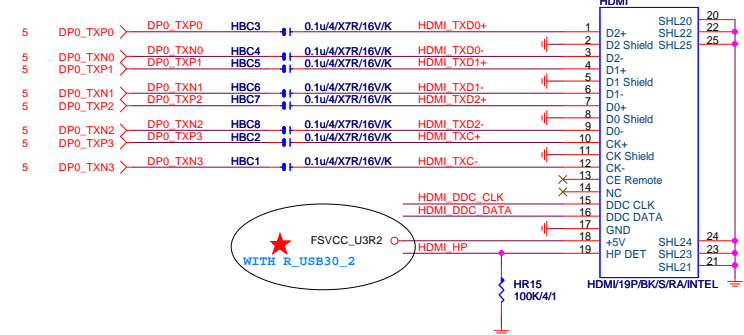 HDMI
5 DP0_TXP0 DP0_TXP0 HBC3 0.1u/4/X7R/16V/K HDMI_TXD0+ 1 D2+ SHL20 20
2 D2 Shield SHL22 22
5 DP0_TXN0 DP0_TXN0 HBC4 0.1u/4/X7R/16V/K HDMI_TXD0- 3 D2- SHL25 25
5 DP0_TXP1 DP0_TXP1 HBC5 0.1u/4/X7R/16V/K HDMI_TXD1+ 4 D1+
5 D1 Shield
5 DP0_TXN1 DP0_TXN1 HBC6 0.1u/4/X7R/16V/K HDMI_TXD1- 6 D1-
5 DP0_TXP2 DP0_TXP2 HBC7 0.1u/4/X7R/16V/K HDMI_TXD2+ 7 D0+
8 D0 Shield
5 DP0_TXN2 DP0_TXN2 HBC8 0.1u/4/X7R/16V/K HDMI_TXD2- 9 D0-
5 DP0_TXP3 DP0_TXP3 HBC2 0.1u/4/X7R/16V/K HDMI_TXC+ 10 CK+
11 CK Shield
5 DP0_TXN3 DP0_TXN3 HBC1 0.1u/4/X7R/16V/K HDMI_TXC- 12 CK-
13 CE Remote
14 NC
HDMI_DDC_CLK 15 DDC CLK
HDMI_DDC_DATA 16 DDC DATA
17 GND
FSVCC_U3R2 18 +5V SHL24 24
HDMI_HP 19 HP DET SHL23 23
WITH R_USB30_2 SHL21 21
HR15 HDMI/19P/BK/S/RA/INTEL
100K/4/1